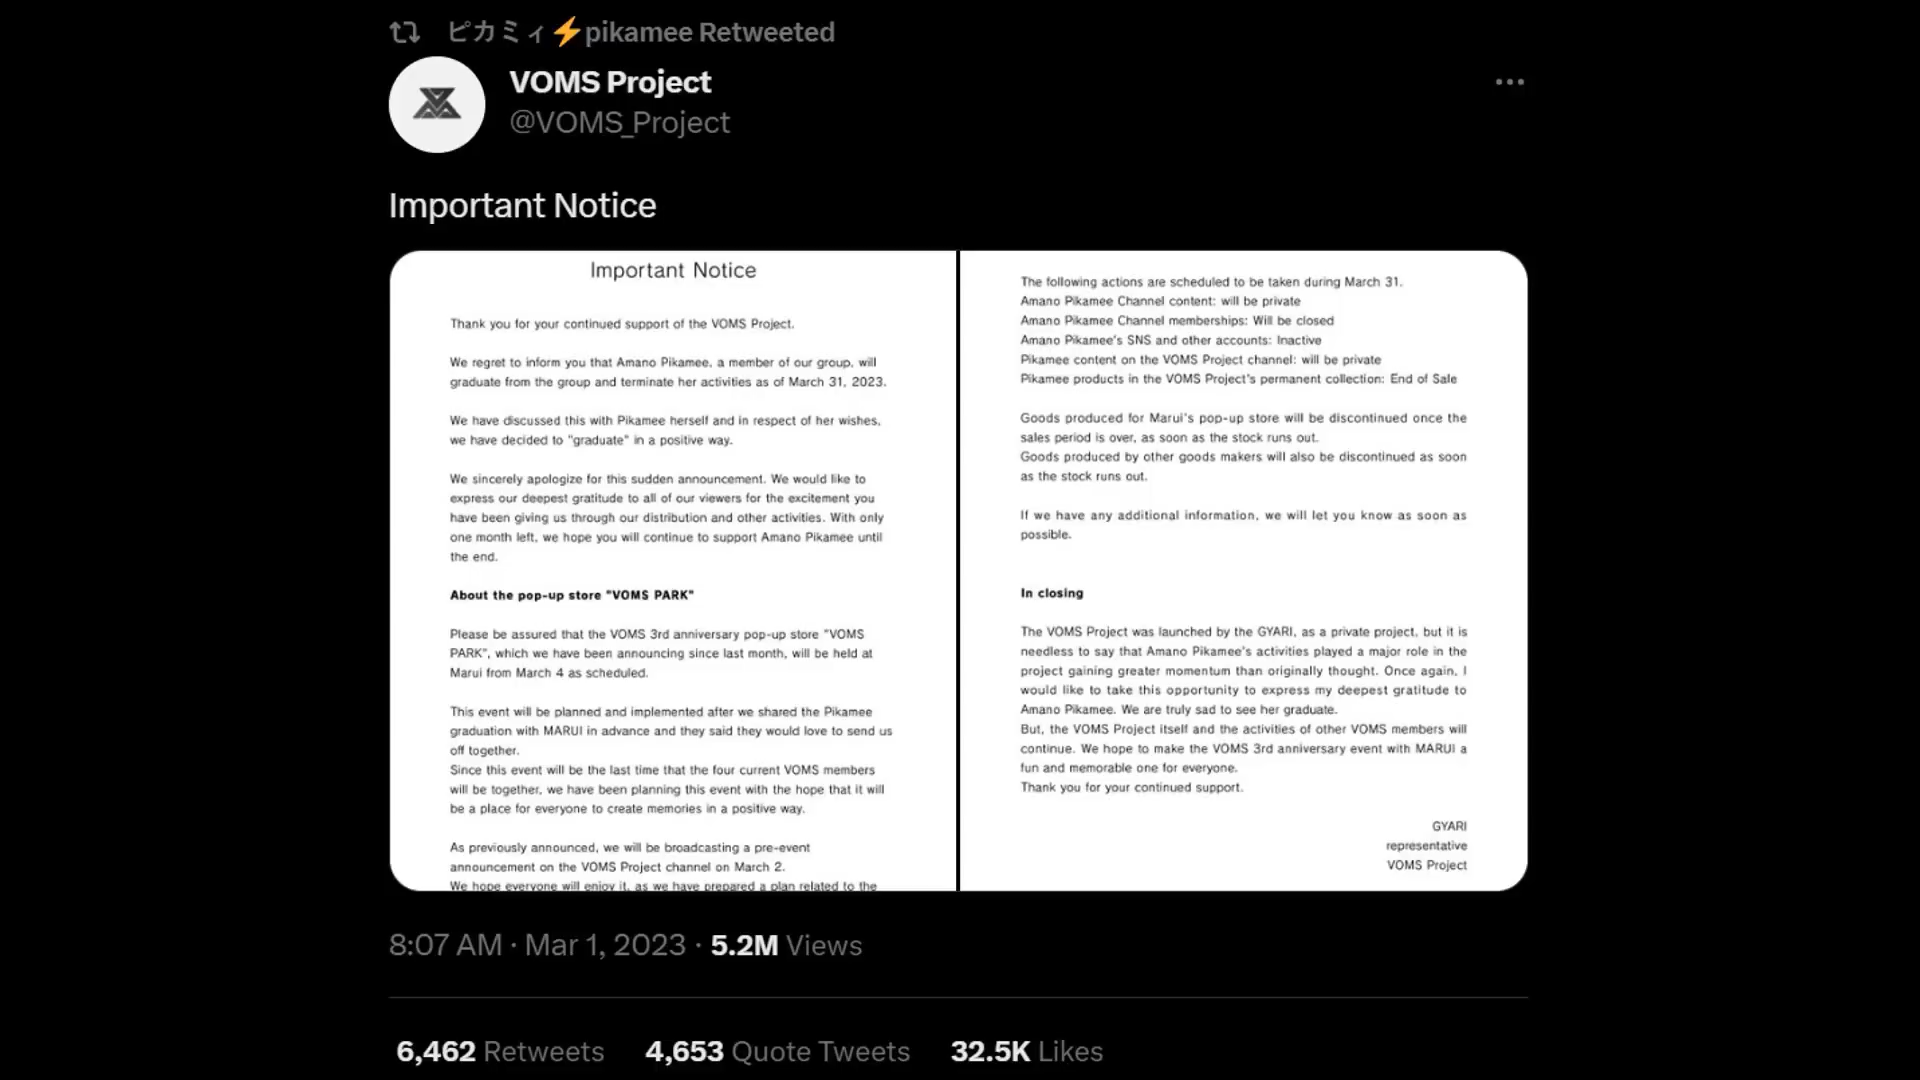 ピカミィ⚡pikamee Retweeted
VOMS Project
@VOMS_Project
Important Notice
Important Notice
Thank you for your continued support of the VOMS Project.
We regret to inform you that Amano Pikamee, a member of our group, will
graduate from the group and terminate her activities as of March 31, 2023.
We have discussed this with Pikamee herself and in respect of her wishes,
we have decided to "graduate" in a positive way.
We sincerely apologize for this sudden announcement. We would like to
express our deepest gratitude to all of our viewers for the excitement you
have been giving us through our distribution and other activities. With only
one month left, we hope you will continue to support Amano Pikamee until
the end.
About the pop-up store "VOMS PARK"
Please be assured that the VOMS 3rd anniversary pop-up store "VOMS
PARK", which we have been announcing since last month, will be held at
Marui from March 4 as scheduled.
This event will be planned and implemented after we shared the Pikamee
graduation with MARUI in advance and they said they would love to send us
off together.
Since this event will be the last time that the four current VOMS members
will be together, we have been planning this event with the hope that it will
be a place for everyone to create memories in a positive way.
As previously announced, we will be broadcasting a pre-event
announcement on the VOMS Project channel on March 2.
We hope everyone will enjoy it, as we have prepared a plan related to the
The following actions are scheduled to be taken during March 31.
Amano Pikamee Channel content: will be private
Amano Pikamee Channel memberships: Will be closed
Amano Pikamee's SNS and other accounts: Inactive
Pikamee content on the VOMS Project channel: will be private
Pikamee products in the VOMS Project's permanent collection: End of Sale
Goods produced for Marui's pop-up store will be discontinued once the
sales period is over, as soon as the stock runs out.
Goods produced by other goods makers will also be discontinued as soon
as the stock runs out.
If we have any additional information, we will let you know as soon as
possible.
In closing
The VOMS Project was launched by the GYARI, as a private project, but it is
needless to say that Amano Pikamee's activities played a major role in the
project gaining greater momentum than originally thought. Once again, I
would like to take this opportunity to express my deepest gratitude to
Amano Pikamee. We are truly sad to see her graduate.
But, the VOMS Project itself and the activities of other VOMS members will
continue. We hope to make the VOMS 3rd anniversary event with MARUI a
fun and memorable one for everyone.
Thank you for your continued support.
GYARI
representative
VOMS Project
8:07 AM · Mar 1, 2023 · 5.2M Views
6,462 Retweets 4,653 Quote Tweets 32.5K Likes